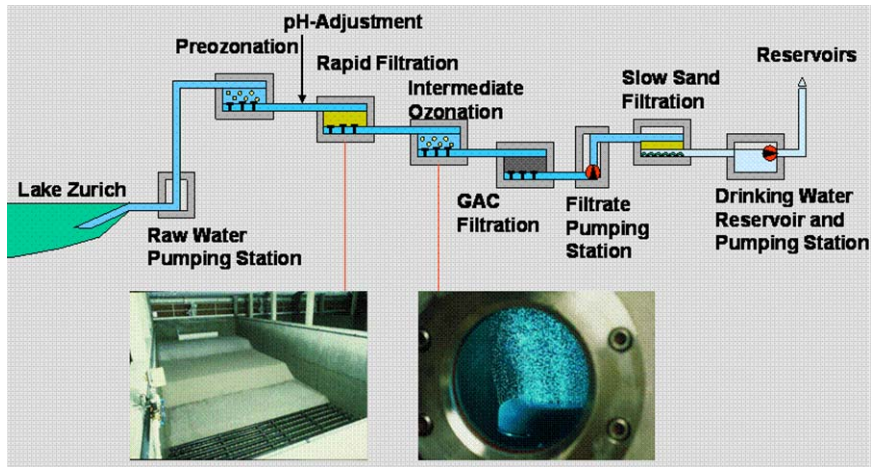 pH-Adjustment
Preozonation
Rapid Filtration
Intermediate
Ozonation
Slow Sand
Filtration
Reservoirs
Lake Zurich
Raw Water
Pumping Station
GAC
Filtration
Filtrate
Pumping
Station
Drinking Water
Reservoir and
Pumping Station